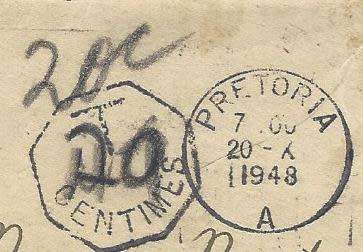 20c
T
20
CENTIMES
PRETORIA
7 00
20-X
1948
A